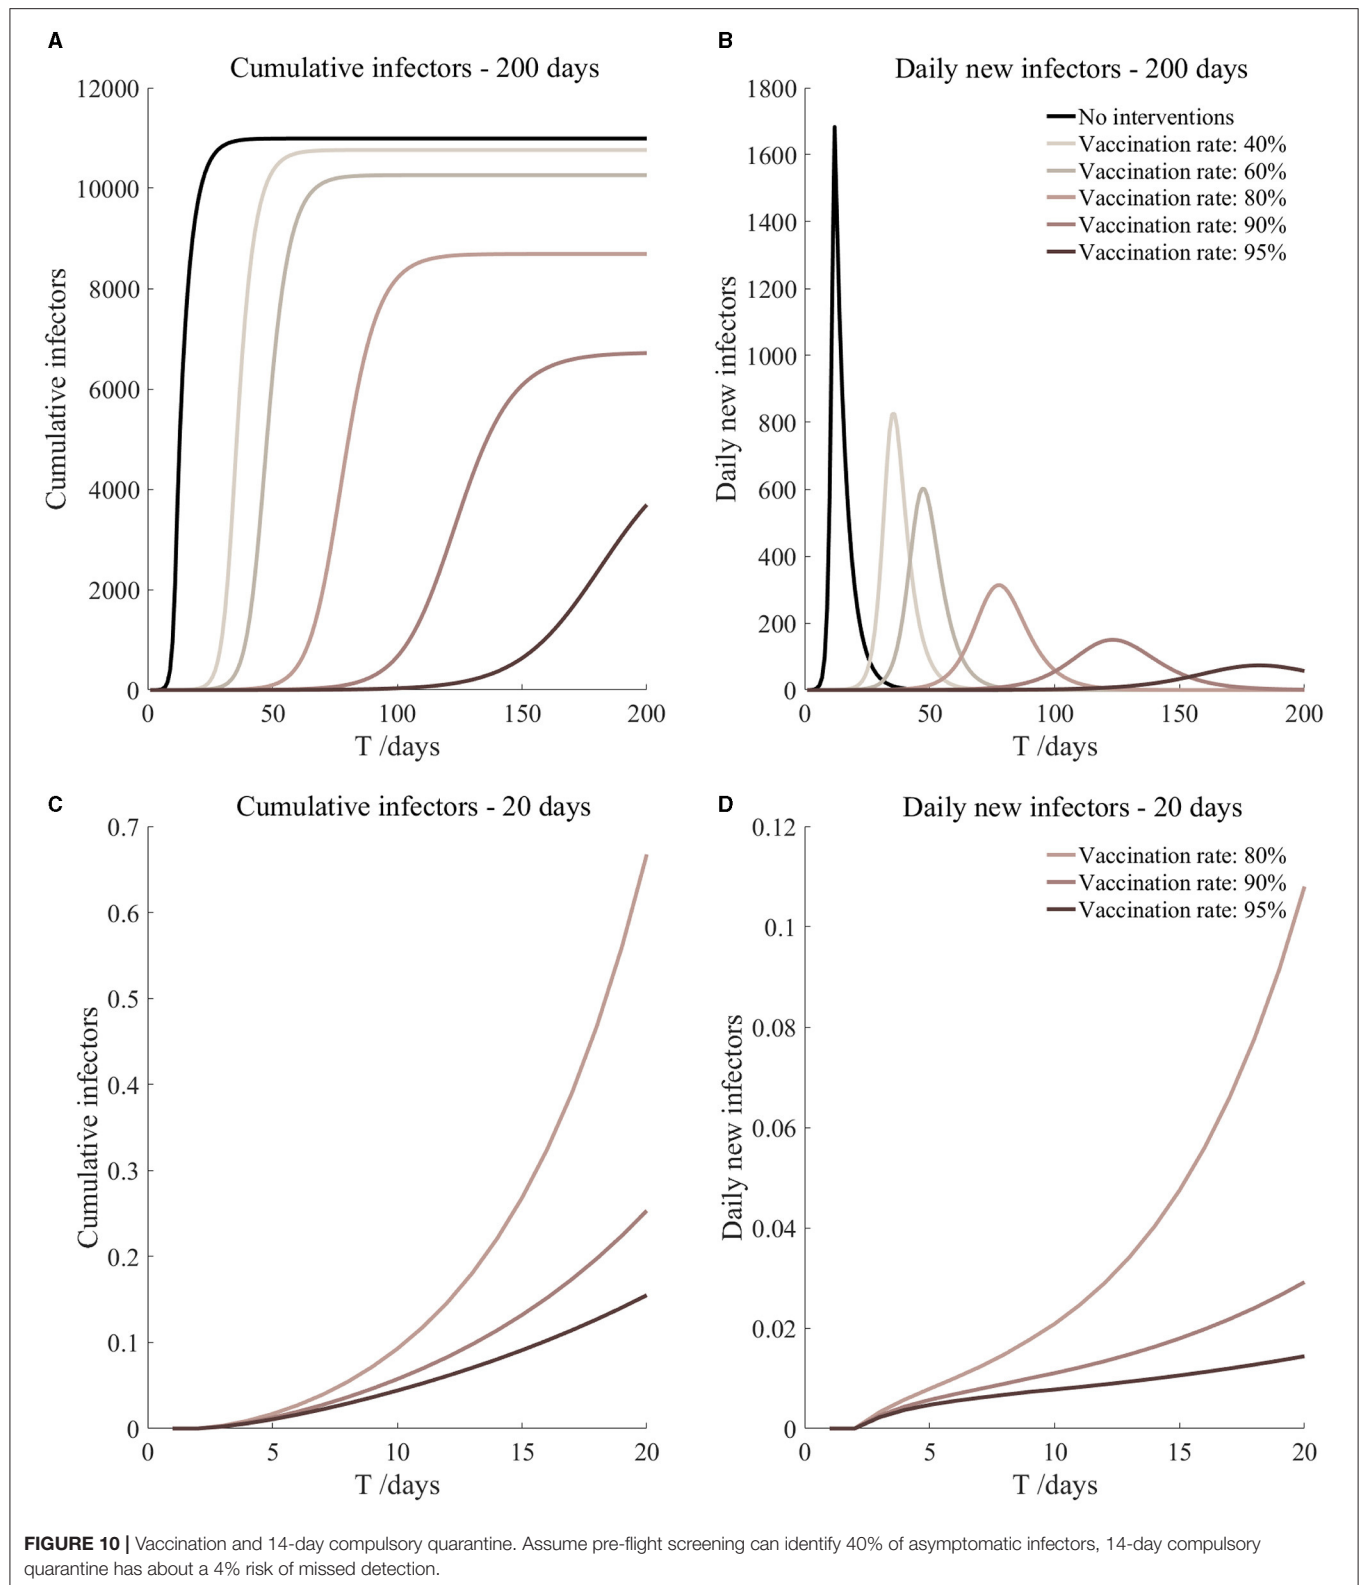 A
Cumulative infectors - 200 days
12000
10000
8000
6000
4000
2000
0
Cumulative infectors
0 50 100 150 200
T /days
B
Daily new infectors - 200 days
1800
1600
1400
1200
1000
800
600
400
200
0
Daily new infectors
No interventions
Vaccination rate: 40%
Vaccination rate: 60%
Vaccination rate: 80%
Vaccination rate: 90%
Vaccination rate: 95%
0 50 100 150 200
T /days
C
Cumulative infectors - 20 days
0.7
0.6
0.5
0.4
0.3
0.2
0.1
0
Cumulative infectors
0 5 10 15 20
T /days
D
Daily new infectors - 20 days
0.12
0.1
0.08
0.06
0.04
0.02
0
Daily new infectors
Vaccination rate: 80%
Vaccination rate: 90%
Vaccination rate: 95%
0 5 10 15 20
T /days
FIGURE 10 | Vaccination and 14-day compulsory quarantine. Assume pre-flight screening can identify 40% of asymptomatic infectors, 14-day compulsory
quarantine has about a 4% risk of missed detection.